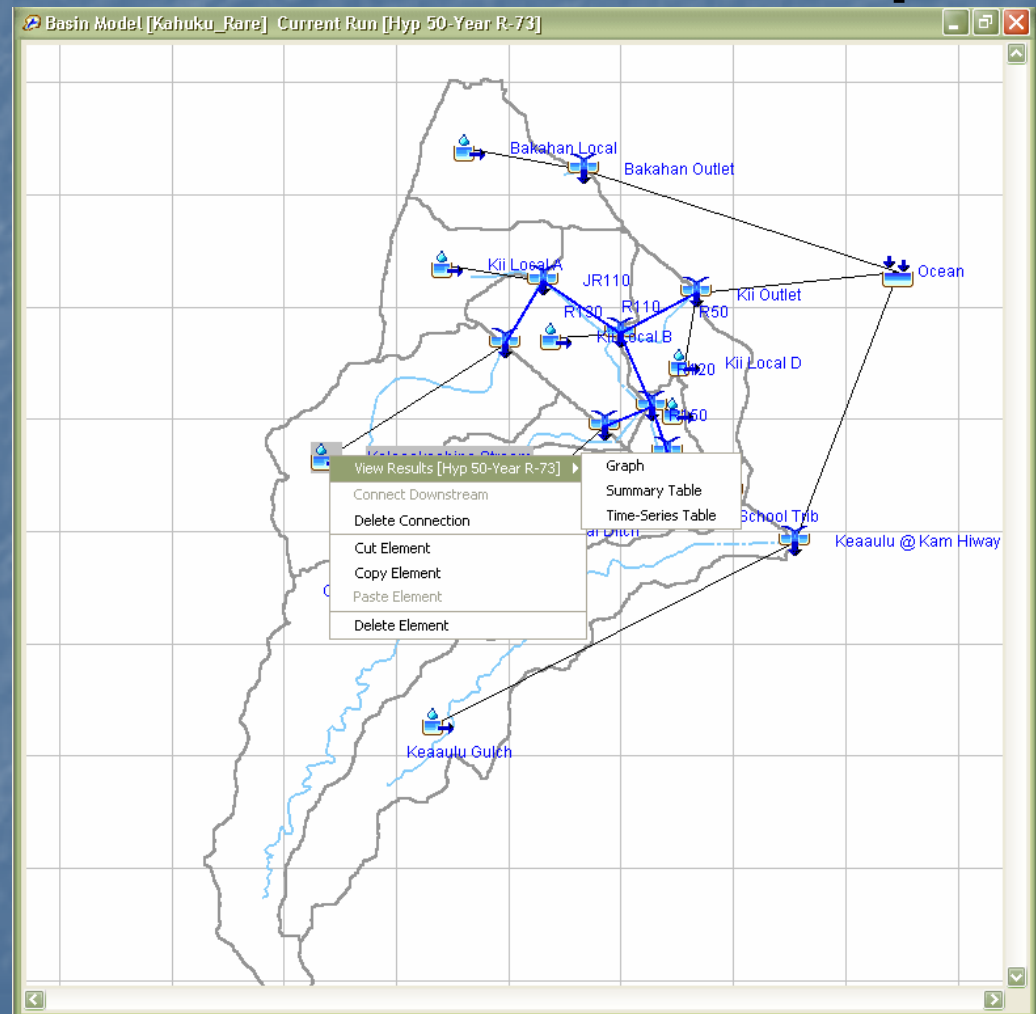 Basin Model [Kahuku_Rare] Current Run [Hyp 50-Year R-73]
Bakahan Local
Bakahan Outlet
Kii Local A
Ocean
JR110
Kii Outlet
R130
R110
R50
Kii Local B
Kii Local D
R120
R150
View Results [Hyp 50-Year R-73]
Graph
Connect Downstream
Summary Table
Delete Connection
Time-Series Table
School Trib
Keaaulu @ Kam Hiway
Cut Element
Copy Element
Paste Element
Delete Element
Keaaulu Gulch